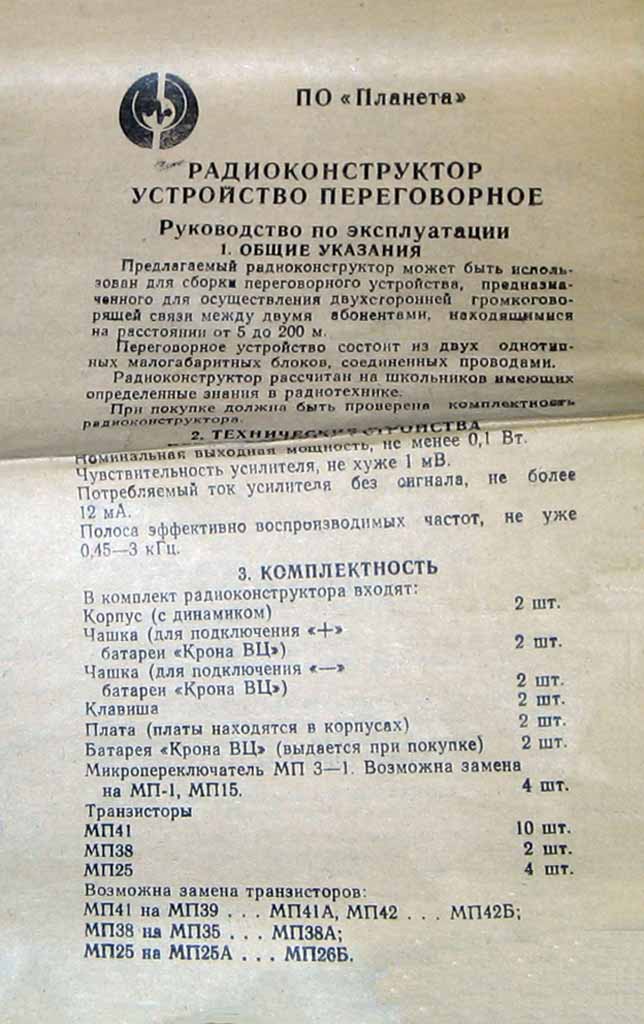 ПО «Планета»
РАДИОКОНСТРУКТОР
УСТРОЙСТВО ПЕРЕГОВОРНОЕ
Руководство по эксплуатации
1. ОБЩИЕ УКАЗАНИЯ
Предлагаемый радиоконструктор может быть исполь-
зован для сборки переговорного устройства, предназна-
ченного для осуществления двухсторонней громкогово-
рящей связи между двумя абонентами, находящимися
на расстоянии от 5 до 200 м.
Переговорное устройство состоит из двух однотип-
ных малогабаритных блоков, соединенных проводами.
Радиоконструктор рассчитан на школьников имеющих
определенные знания в радиотехнике.
При покупке должна быть проверена комплектность
радиоконструктора.
2.
Номинальная выходная мощность, не менее 0,1 Вт.
Чувствительность усилителя, не хуже 1 мВ.
Потребляемый ток усилителя без сигнала, не более
12 мА.
Полоса эффективно воспроизводимых частот, не уже
0,45—3 кГц.
3. КОМПЛЕКТНОСТЬ
В комплект радиоконструктора входят:
Корпус (с динамиком) 2 шт.
Чашка (для подключения «+»
батареи «Крона ВЦ») 2 шт.
Чашка (для подключения «—»
батареи «Крона ВЦ») 2 шт.
Клавиша 2 шт.
Плата (платы находятся в корпусах) 2 шт.
Батарея «Крона ВЦ» (выдается при покупке) 2 шт.
Микропереключатель МП 3—1. Возможна замена
на МП-1, МП15. 4 шт.
Транзисторы
МП41 10 шт.
МП38 2 шт.
МП25 4 шт.
Возможна замена транзисторов:
МП41 на МП39 . . . МП41А, МП42 . . . МП42Б;
МП38 на МП35 . . . МП38А;
МП25 на МП25А . . . МП26Б.